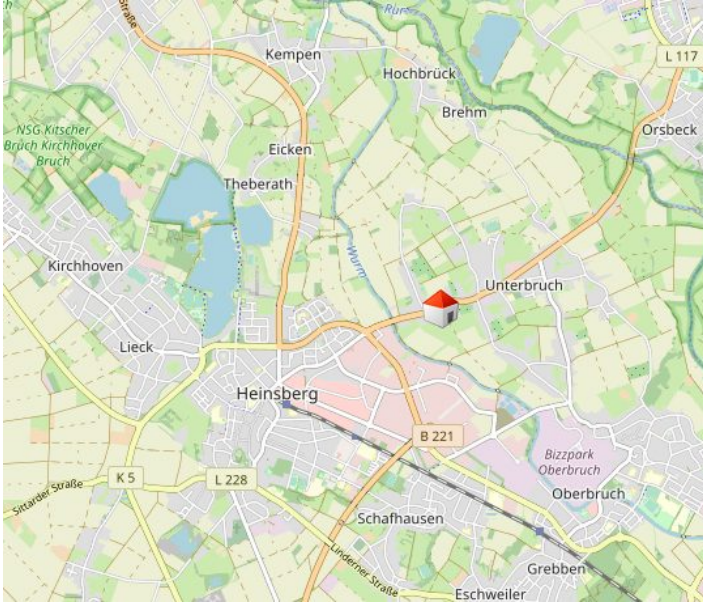 Straße
Rur
Kempen
L 117
Hochbrück
Brehm
NSG Kitscher
Bruch Kirchhover
Bruch
Orsbeck
Eicken
Theberath
Wurm
Kirchhoven
Unterbruch
Lieck
Heinsberg
B 221
Bizzpark
Oberbruch
K 5
L 228
Sittarder Straße
Oberbruch
Schafhausen
Linderner Straße
Grebben
Eschweiler